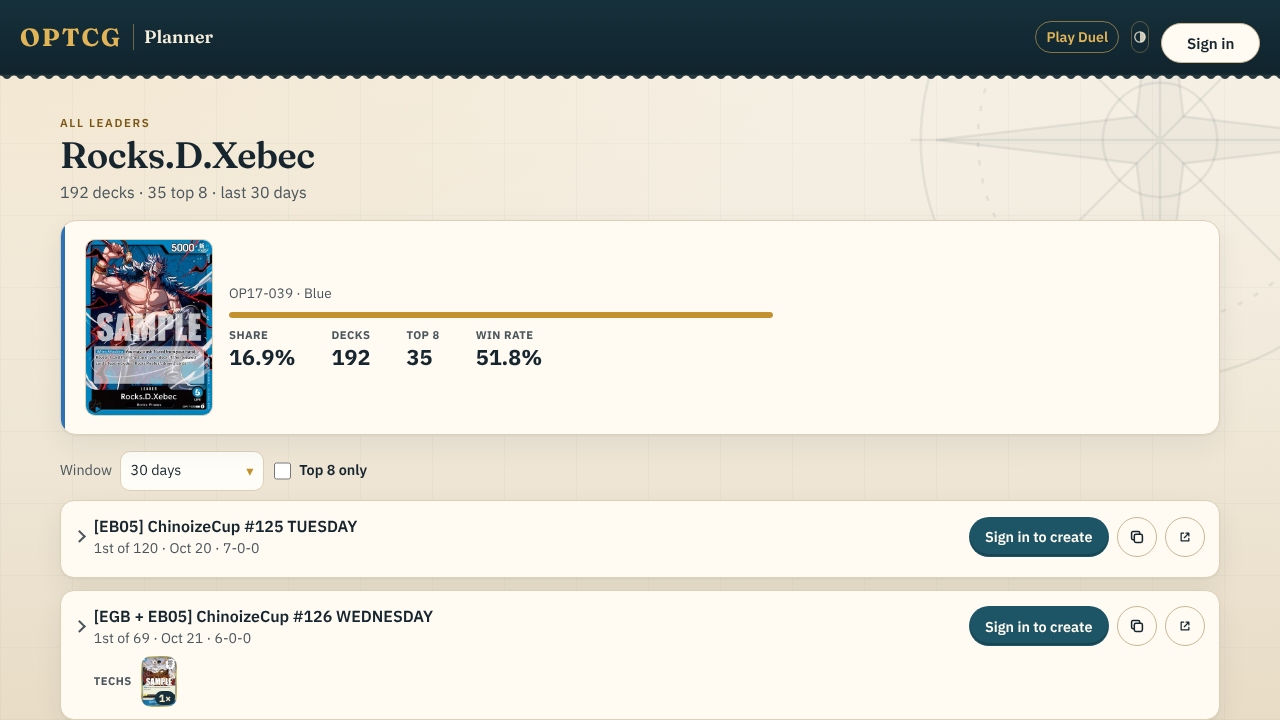 OPTCG Planner
Play Duel
Sign in
ALL LEADERS
Rocks.D.Xebec
192 decks · 35 top 8 · last 30 days
5000
SAMPLE
LEADER
Rocks.D.Xebec
OP17-039 · Blue
SHARE DECKS TOP 8 WIN RATE
16.9% 192 35 51.8%
Window 30 days Top 8 only
[EB05] ChinoizeCup #125 TUESDAY
1st of 120 · Oct 20 · 7-0-0
Sign in to create
[EGB + EB05] ChinoizeCup #126 WEDNESDAY
1st of 69 · Oct 21 · 6-0-0
Sign in to create
TECHS
SAMPLE
1×